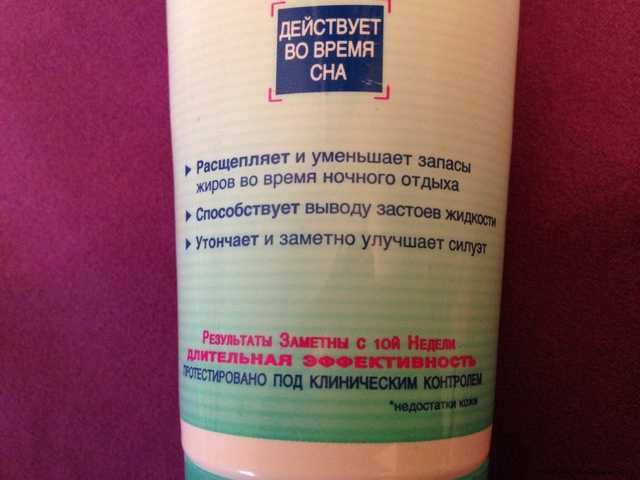 ДЕЙСТВУЕТ
ВО ВРЕМЯ
СНА
Расщепляет и уменьшает запасы
жиров во время ночного отдыха
Способствует выводу застоев жидкости
Утончает и заметно улучшает силуэт
Результаты Заметны с 1ой Недели
ДЛИТЕЛЬНАЯ ЭФФЕКТИВНОСТЬ
ПРОТЕСТИРОВАНО ПОД КЛИНИЧЕСКИМ КОНТРОЛЕМ
*недостатки кожи